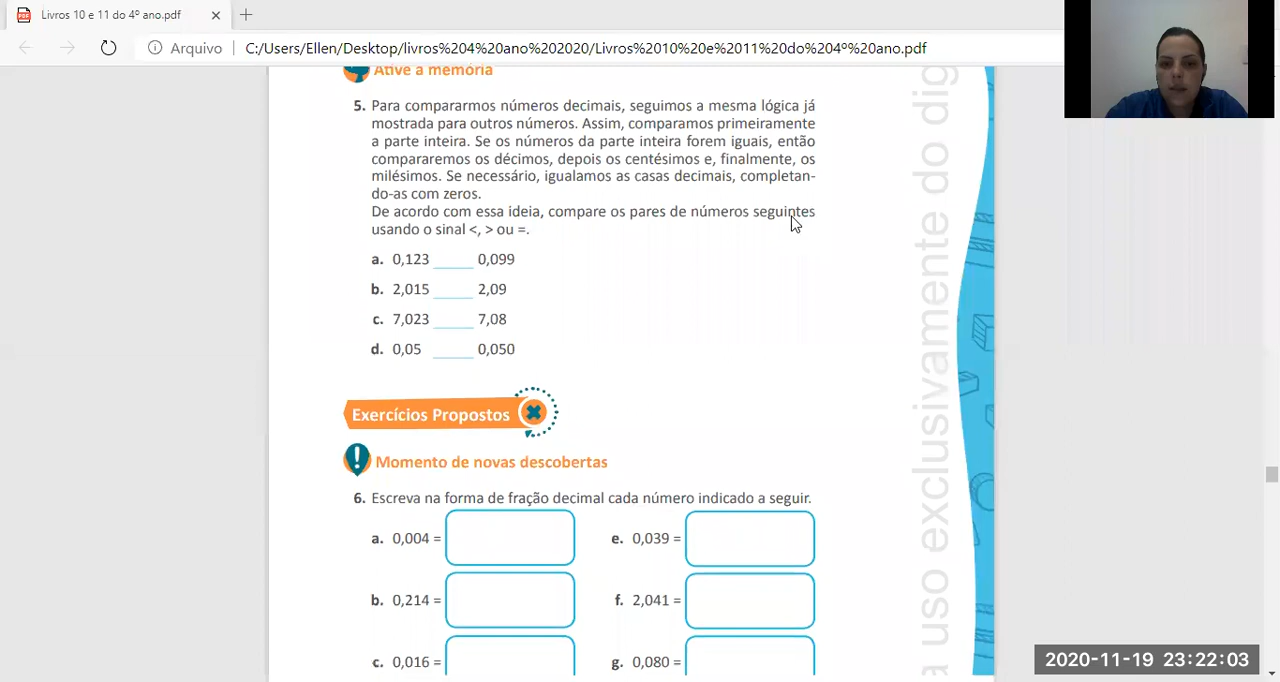 Livros 10 e 11 do 4º ano.pdf
Arquivo | C:/Users/Ellen/Desktop/livros%204%20ano%202020/Livros%2010%20e%2011%20do%204º%20ano.pdf
Ative a memória
5. Para compararmos números decimais, seguimos a mesma lógica já
mostrada para outros números. Assim, comparamos primeiramente
a parte inteira. Se os números da parte inteira forem iguais, então
compararemos os décimos, depois os centésimos e, finalmente, os
milésimos. Se necessário, igualamos as casas decimais, completan-
do-as com zeros.
De acordo com essa ideia, compare os pares de números seguintes
usando o sinal <, > ou =.
a. 0,123 _____ 0,099
b. 2,015 _____ 2,09
c. 7,023 _____ 7,08
d. 0,05 _____ 0,050
Exercícios Propostos
Momento de novas descobertas
6. Escreva na forma de fração decimal cada número indicado a seguir.
a. 0,004 = e. 0,039 =
b. 0,214 = f. 2,041 =
c. 0,016 = g. 0,080 =
a uso exclusivamente do dig
2020-11-19 23:22:03